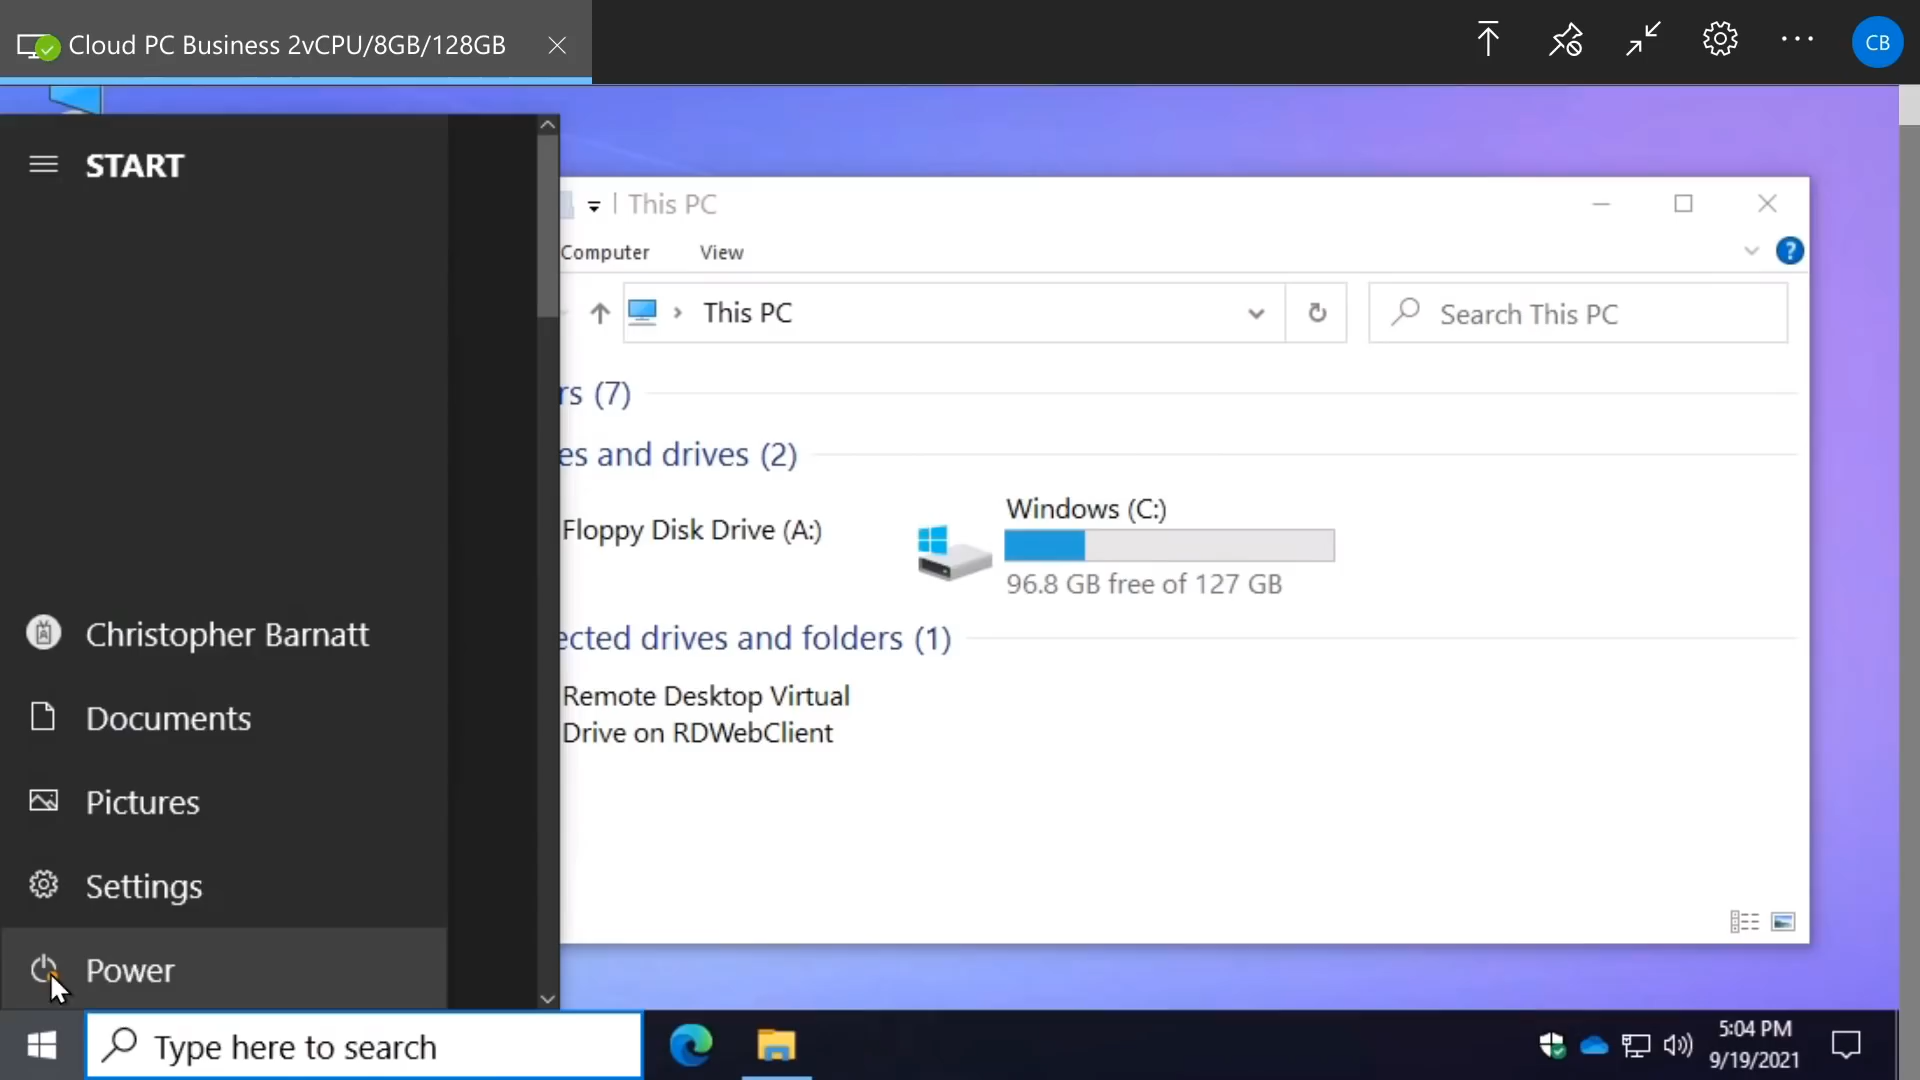 Cloud PC Business 2vCPU/8GB/128GB
CB
START
This PC
Computer View
This PC
Search This PC
rs (7)
es and drives (2)
Windows (C:)
Floppy Disk Drive (A:)
96.8 GB free of 127 GB
Christopher Barnatt
ected drives and folders (1)
Remote Desktop Virtual
Drive on RDWebClient
Documents
Pictures
Settings
Power
Type here to search
5:04 PM
9/19/2021